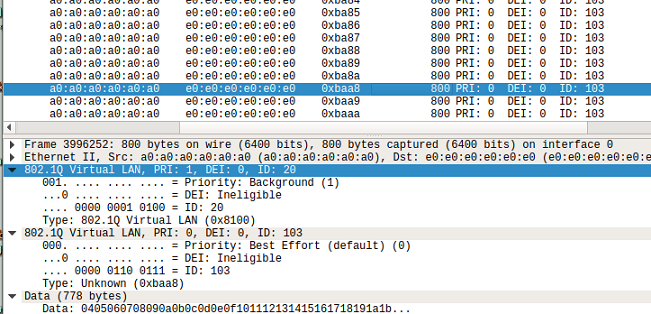 a0:a0:a0:a0:a0:a0 e0:e0:e0:e0:e0:e0 0xba84 800 PRI: 0 DEI: 0 ID: 103
a0:a0:a0:a0:a0:a0 e0:e0:e0:e0:e0:e0 0xba85 800 PRI: 0 DEI: 0 ID: 103
a0:a0:a0:a0:a0:a0 e0:e0:e0:e0:e0:e0 0xba86 800 PRI: 0 DEI: 0 ID: 103
a0:a0:a0:a0:a0:a0 e0:e0:e0:e0:e0:e0 0xba87 800 PRI: 0 DEI: 0 ID: 103
a0:a0:a0:a0:a0:a0 e0:e0:e0:e0:e0:e0 0xba88 800 PRI: 0 DEI: 0 ID: 103
a0:a0:a0:a0:a0:a0 e0:e0:e0:e0:e0:e0 0xba89 800 PRI: 0 DEI: 0 ID: 103
a0:a0:a0:a0:a0:a0 e0:e0:e0:e0:e0:e0 0xba8a 800 PRI: 0 DEI: 0 ID: 103
a0:a0:a0:a0:a0:a0 e0:e0:e0:e0:e0:e0 0xbaa8 800 PRI: 0 DEI: 0 ID: 103
a0:a0:a0:a0:a0:a0 e0:e0:e0:e0:e0:e0 0xbaa9 800 PRI: 0 DEI: 0 ID: 103
a0:a0:a0:a0:a0:a0 e0:e0:e0:e0:e0:e0 0xbaaa 800 PRI: 0 DEI: 0 ID: 103
Frame 3996252: 800 bytes on wire (6400 bits), 800 bytes captured (6400 bits) on interface 0
Ethernet II, Src: a0:a0:a0:a0:a0:a0 (a0:a0:a0:a0:a0:a0), Dst: e0:e0:e0:e0:e0:e0 (e0:e0:e0:e0:e
802.1Q Virtual LAN, PRI: 1, DEI: 0, ID: 20
001. .... .... .... = Priority: Background (1)
...0 .... .... .... = DEI: Ineligible
.... 0000 0001 0100 = ID: 20
Type: 802.1Q Virtual LAN (0x8100)
802.1Q Virtual LAN, PRI: 0, DEI: 0, ID: 103
000. .... .... .... = Priority: Best Effort (default) (0)
...0 .... .... .... = DEI: Ineligible
.... 0000 0110 0111 = ID: 103
Type: Unknown (0xbaa8)
Data (778 bytes)
Data: 0405060708090a0b0c0d0e0f101112131415161718191a1b...